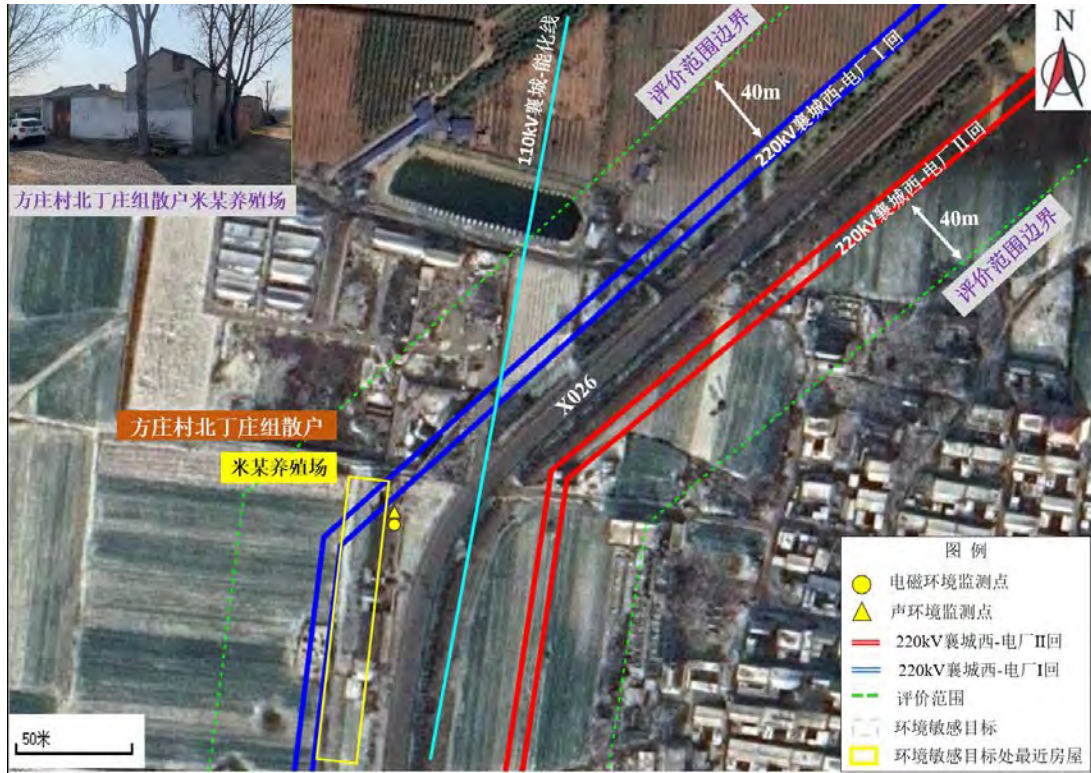 方庄村北丁庄组散户米某养殖场
110kV襄城-能化线
评价范围边界
40m
220kV襄城西-电厂I回
N
220kV襄城西-电厂II回
40m
评价范围边界
X026
方庄村北丁庄组散户
米某养殖场
50米
图 例
电磁环境监测点
声环境监测点
220kV襄城西-电厂II回
220kV襄城西-电厂I回
评价范围
环境敏感目标
环境敏感目标处最近房屋